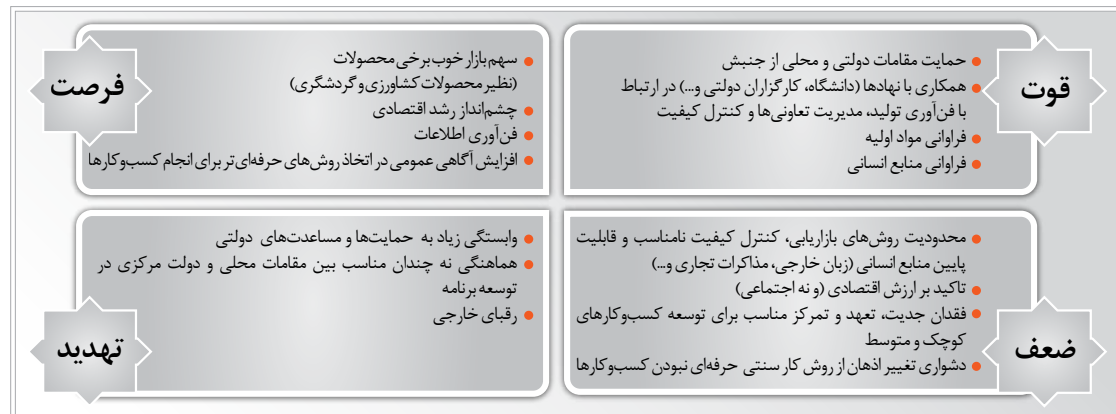 قوت
حمایت مقامات دولتی و محلی از جنبش
همکاری با نهادها (دانشگاه، کارگزاران دولتی و...) در ارتباط
با فن‌آوری تولید، مدیریت تعاونی‌ها و کنترل کیفیت
فراوانی مواد اولیه
فراوانی منابع انسانی
فرصت
سهم بازار خوب برخی محصولات
(نظیر محصولات کشاورزی و گردشگری)
چشم‌انداز رشد اقتصادی
فن‌آوری اطلاعات
افزایش آگاهی عمومی در اتخاذ روش‌های حرفه‌ای‌تر برای انجام کسب‌وکارها
ضعف
محدودیت روش‌های بازاریابی، کنترل کیفیت نامناسب و قابلیت
پایین منابع انسانی (زبان خارجی، مذاکرات تجاری و...)
تاکید بر ارزش اقتصادی (و نه اجتماعی)
فقدان جدیت، تعهد و تمرکز مناسب برای توسعه کسب‌وکارهای
کوچک و متوسط
دشواری تغییر اذهان از روش کار سنتی حرفه‌ای نبودن کسب‌وکارها
تهدید
وابستگی زیاد به حمایت‌ها و مساعدت‌های دولتی
هماهنگی نه چندان مناسب بین مقامات محلی و دولت مرکزی در
توسعه برنامه
رقبای خارجی